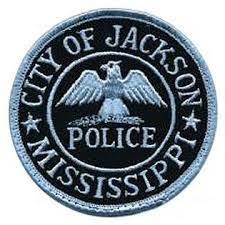 CITY OF JACKSON
POLICE
★ MISSISSIPPI ★